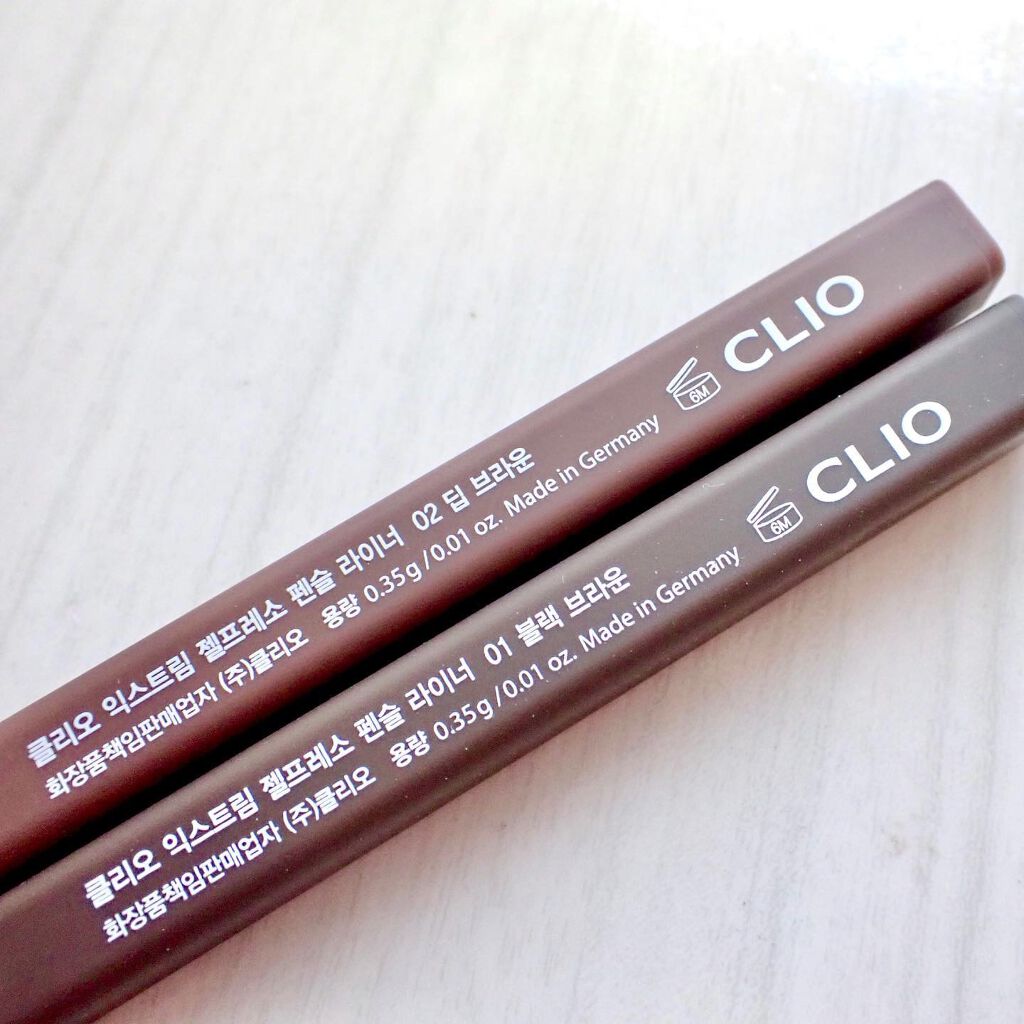 클리오 익스트림 젤프레소 펜슬 라이너 02 딥 브라운
화장품책임판매업자 (주)클리오 용량 0.35g/0.01 oz. Made in Germany
6M
CLIO
클리오 익스트림 젤프레소 펜슬 라이너 01 블랙 브라운
화장품책임판매업자 (주)클리오 용량 0.35g/0.01 oz. Made in Germany
6M
CLIO